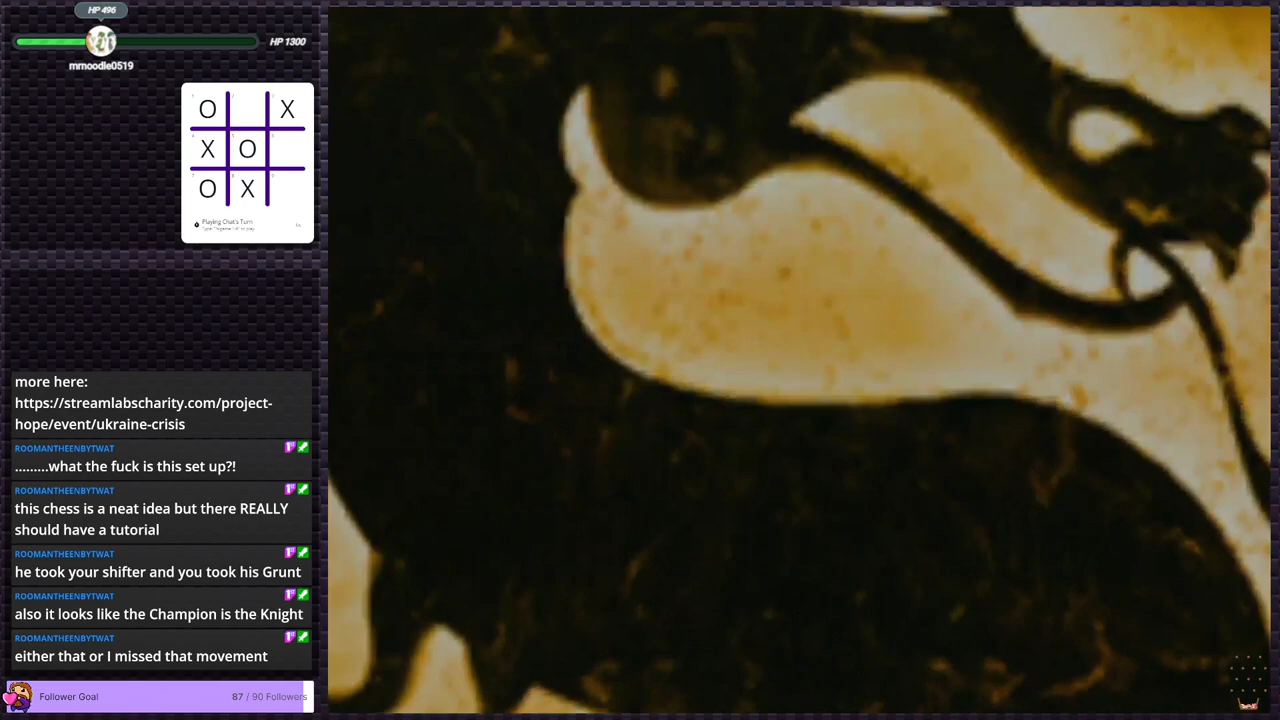 HP 496
HP 1300
mrnoodle0519
O X
X O
O X
Playing Chat's Turn
more here:
https://streamlabscharity.com/project-
hope/event/ukraine-crisis
ROOMANTHEENBYTWAT
.........what the fuck is this set up?!
ROOMANTHEENBYTWAT
this chess is a neat idea but there REALLY
should have a tutorial
ROOMANTHEENBYTWAT
he took your shifter and you took his Grunt
ROOMANTHEENBYTWAT
also it looks like the Champion is the Knight
ROOMANTHEENBYTWAT
either that or I missed that movement
Follower Goal
87 / 90 Followers